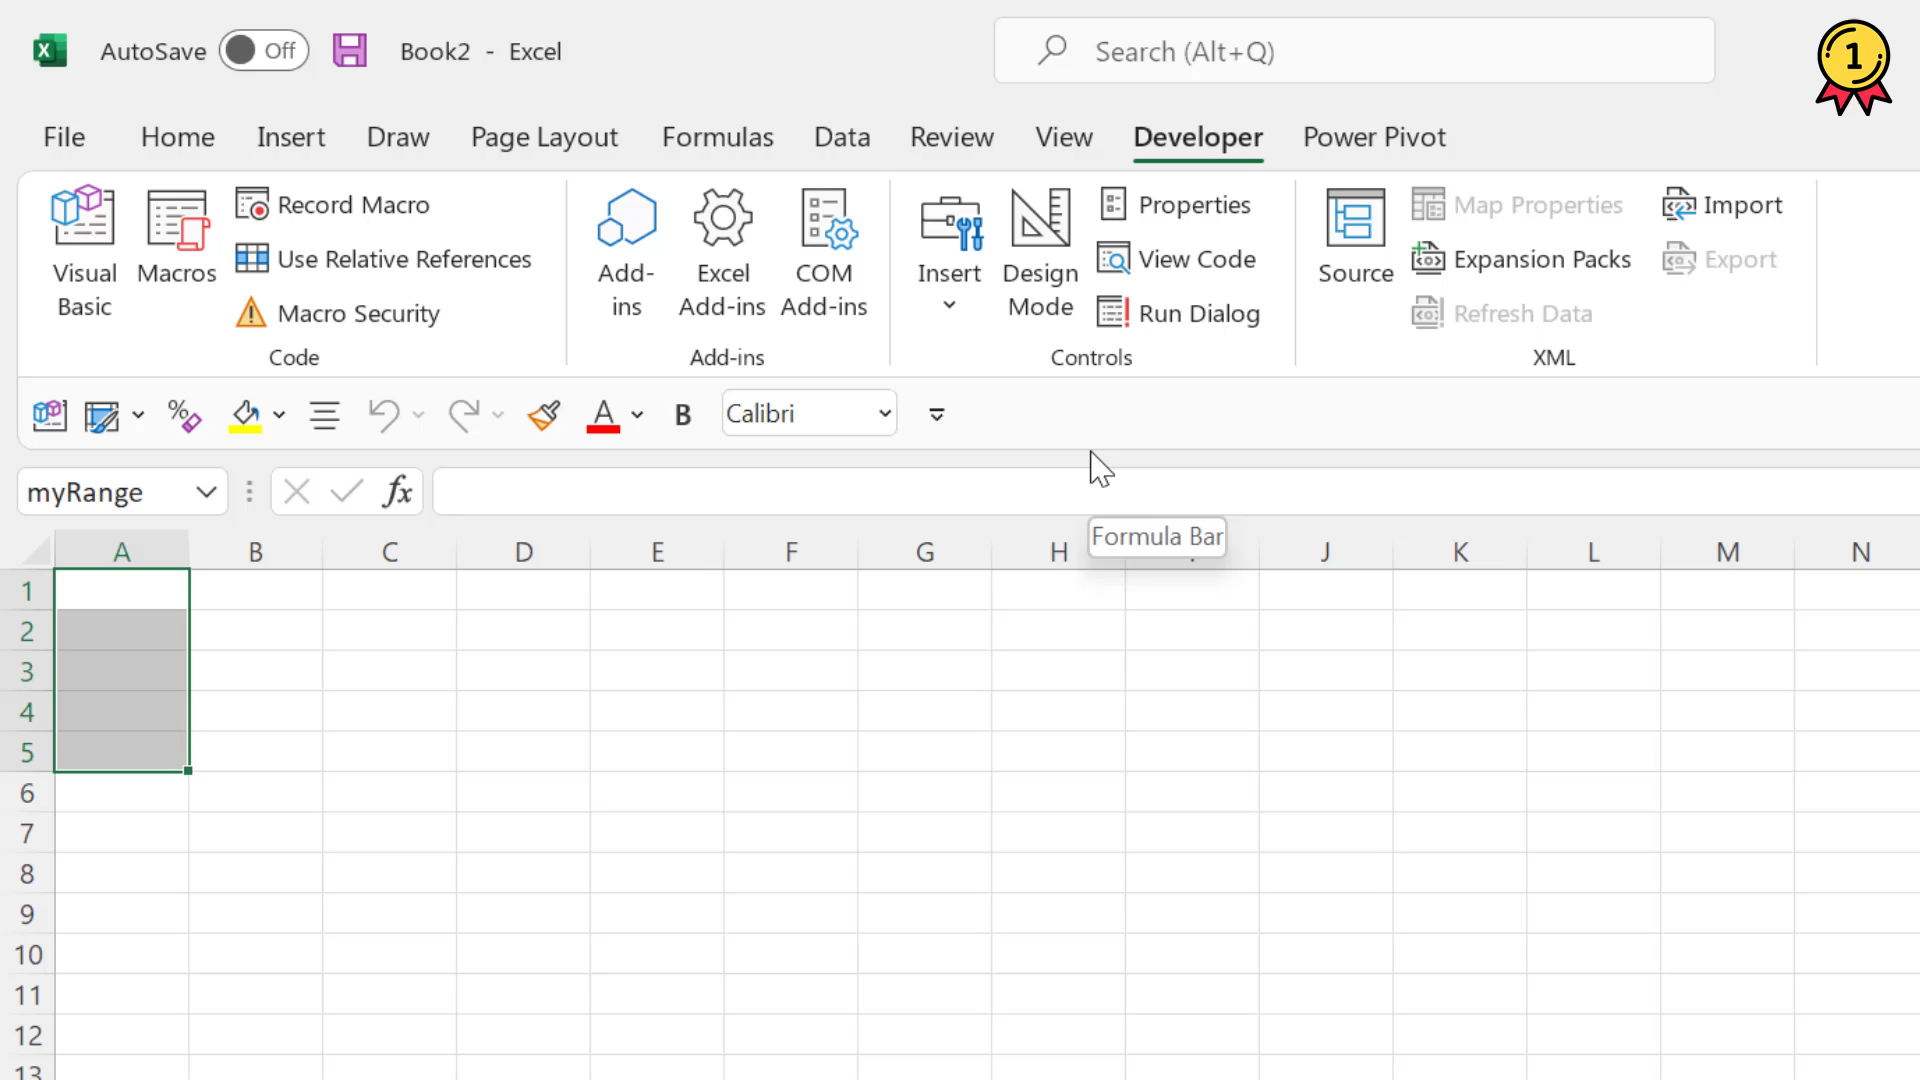 AutoSave Off Book2 - Excel Search (Alt+Q) 1
File Home Insert Draw Page Layout Formulas Data Review View Developer Power Pivot
Visual Basic
Macros
Record Macro
Use Relative References
Macro Security
Code
Add-ins
Excel Add-ins
COM Add-ins
Add-ins
Insert
Design Mode
Properties
View Code
Run Dialog
Controls
Source
Map Properties
Expansion Packs
Refresh Data
Import
Export
XML
A B Calibri
myRange fx
Formula Bar
A B C D E F G H J K L M N
1
2
3
4
5
6
7
8
9
10
11
12
13